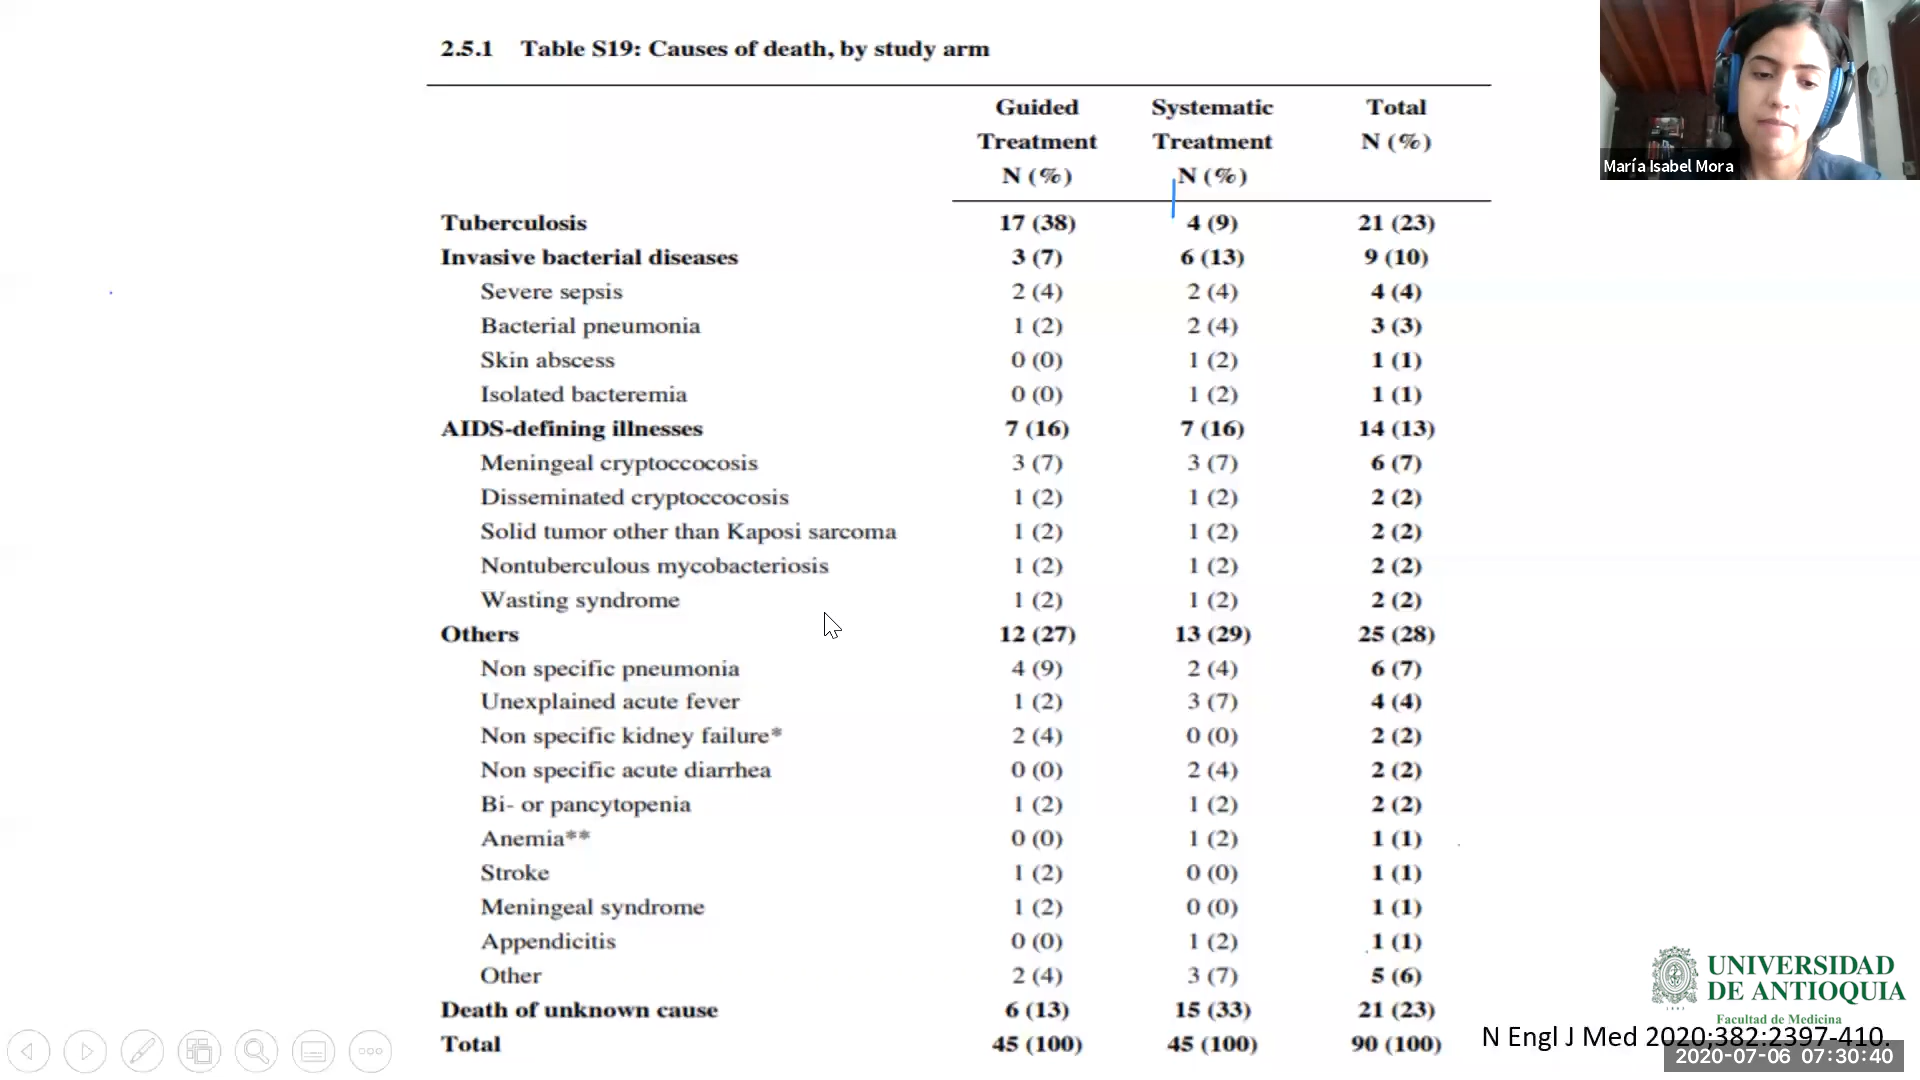 2.5.1 Table S19: Causes of death, by study arm
Guided Systematic Total
Treatment Treatment N (%)
N (%) N (%)
Tuberculosis 17 (38) 4 (9) 21 (23)
Invasive bacterial diseases 3 (7) 6 (13) 9 (10)
Severe sepsis 2 (4) 2 (4) 4 (4)
Bacterial pneumonia 1 (2) 2 (4) 3 (3)
Skin abscess 0 (0) 1 (2) 1 (1)
Isolated bacteremia 0 (0) 1 (2) 1 (1)
AIDS-defining illnesses 7 (16) 7 (16) 14 (13)
Meningeal cryptoccocosis 3 (7) 3 (7) 6 (7)
Disseminated cryptoccocosis 1 (2) 1 (2) 2 (2)
Solid tumor other than Kaposi sarcoma 1 (2) 1 (2) 2 (2)
Nontuberculous mycobacteriosis 1 (2) 1 (2) 2 (2)
Wasting syndrome 1 (2) 1 (2) 2 (2)
Others 12 (27) 13 (29) 25 (28)
Non specific pneumonia 4 (9) 2 (4) 6 (7)
Unexplained acute fever 1 (2) 3 (7) 4 (4)
Non specific kidney failure* 2 (4) 0 (0) 2 (2)
Non specific acute diarrhea 0 (0) 2 (4) 2 (2)
Bi- or pancytopenia 1 (2) 1 (2) 2 (2)
Anemia** 0 (0) 1 (2) 1 (1)
Stroke 1 (2) 0 (0) 1 (1)
Meningeal syndrome 1 (2) 0 (0) 1 (1)
Appendicitis 0 (0) 1 (2) 1 (1)
Other 2 (4) 3 (7) 5 (6)
Death of unknown cause 6 (13) 15 (33) 21 (23)
Total 45 (100) 45 (100) 90 (100)
María Isabel Mora
UNIVERSIDAD
DE ANTIOQUIA
Facultad de Medicina
N Engl J Med 2020;382:2397-410.
2020-07-06 07:30:40